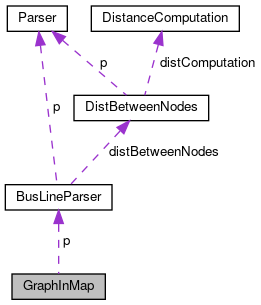 Parser
DistanceComputation
p
distComputation
DistBetweenNodes
p
distBetweenNodes
BusLineParser
p
GraphInMap